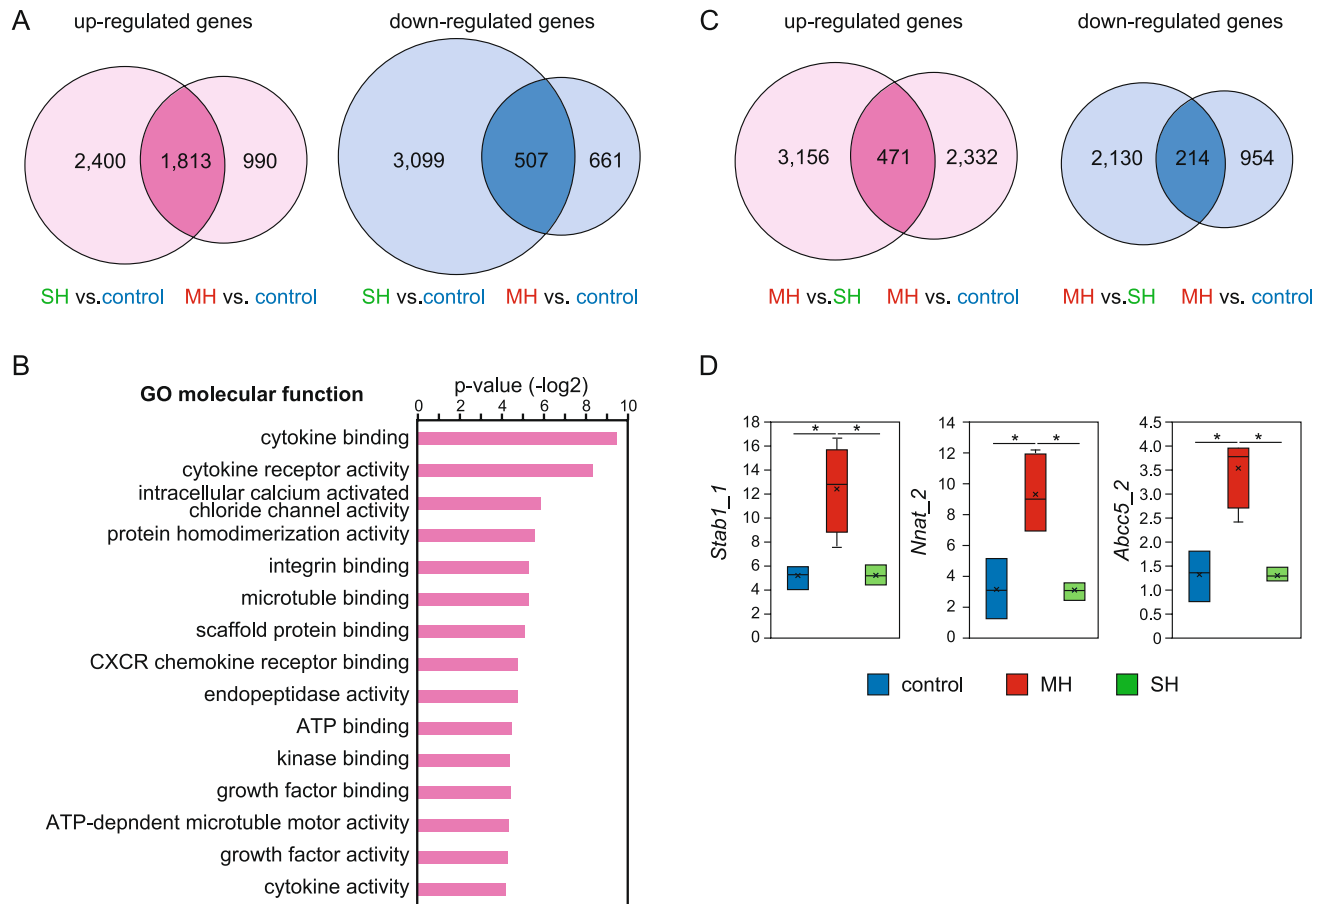 A
up-regulated genes
down-regulated genes
2,400
1,813
990
3,099
507
661
SH vs.control
MH vs. control
SH vs.control
MH vs. control
C
up-regulated genes
down-regulated genes
3,156
471
2,332
2,130
214
954
MH vs.SH
MH vs. control
MH vs.SH
MH vs. control
B
GO molecular function
p-value (-log2)
0 2 4 6 8 10
cytokine binding
cytokine receptor activity
intracellular calcium activated
chloride channel activity
protein homodimerization activity
integrin binding
microtuble binding
scaffold protein binding
CXCR chemokine receptor binding
endopeptidase activity
ATP binding
kinase binding
growth factor binding
ATP-depndent microtuble motor activity
growth factor activity
cytokine activity
D
Stab1_1
18
16
14
12
10
8
6
4
2
0
* *
Nnat_2
14
12
10
8
6
4
2
0
* *
Abcc5_2
4.5
4.0
3.5
3.0
2.5
2.0
1.5
1.0
0.5
0
* *
control
MH
SH